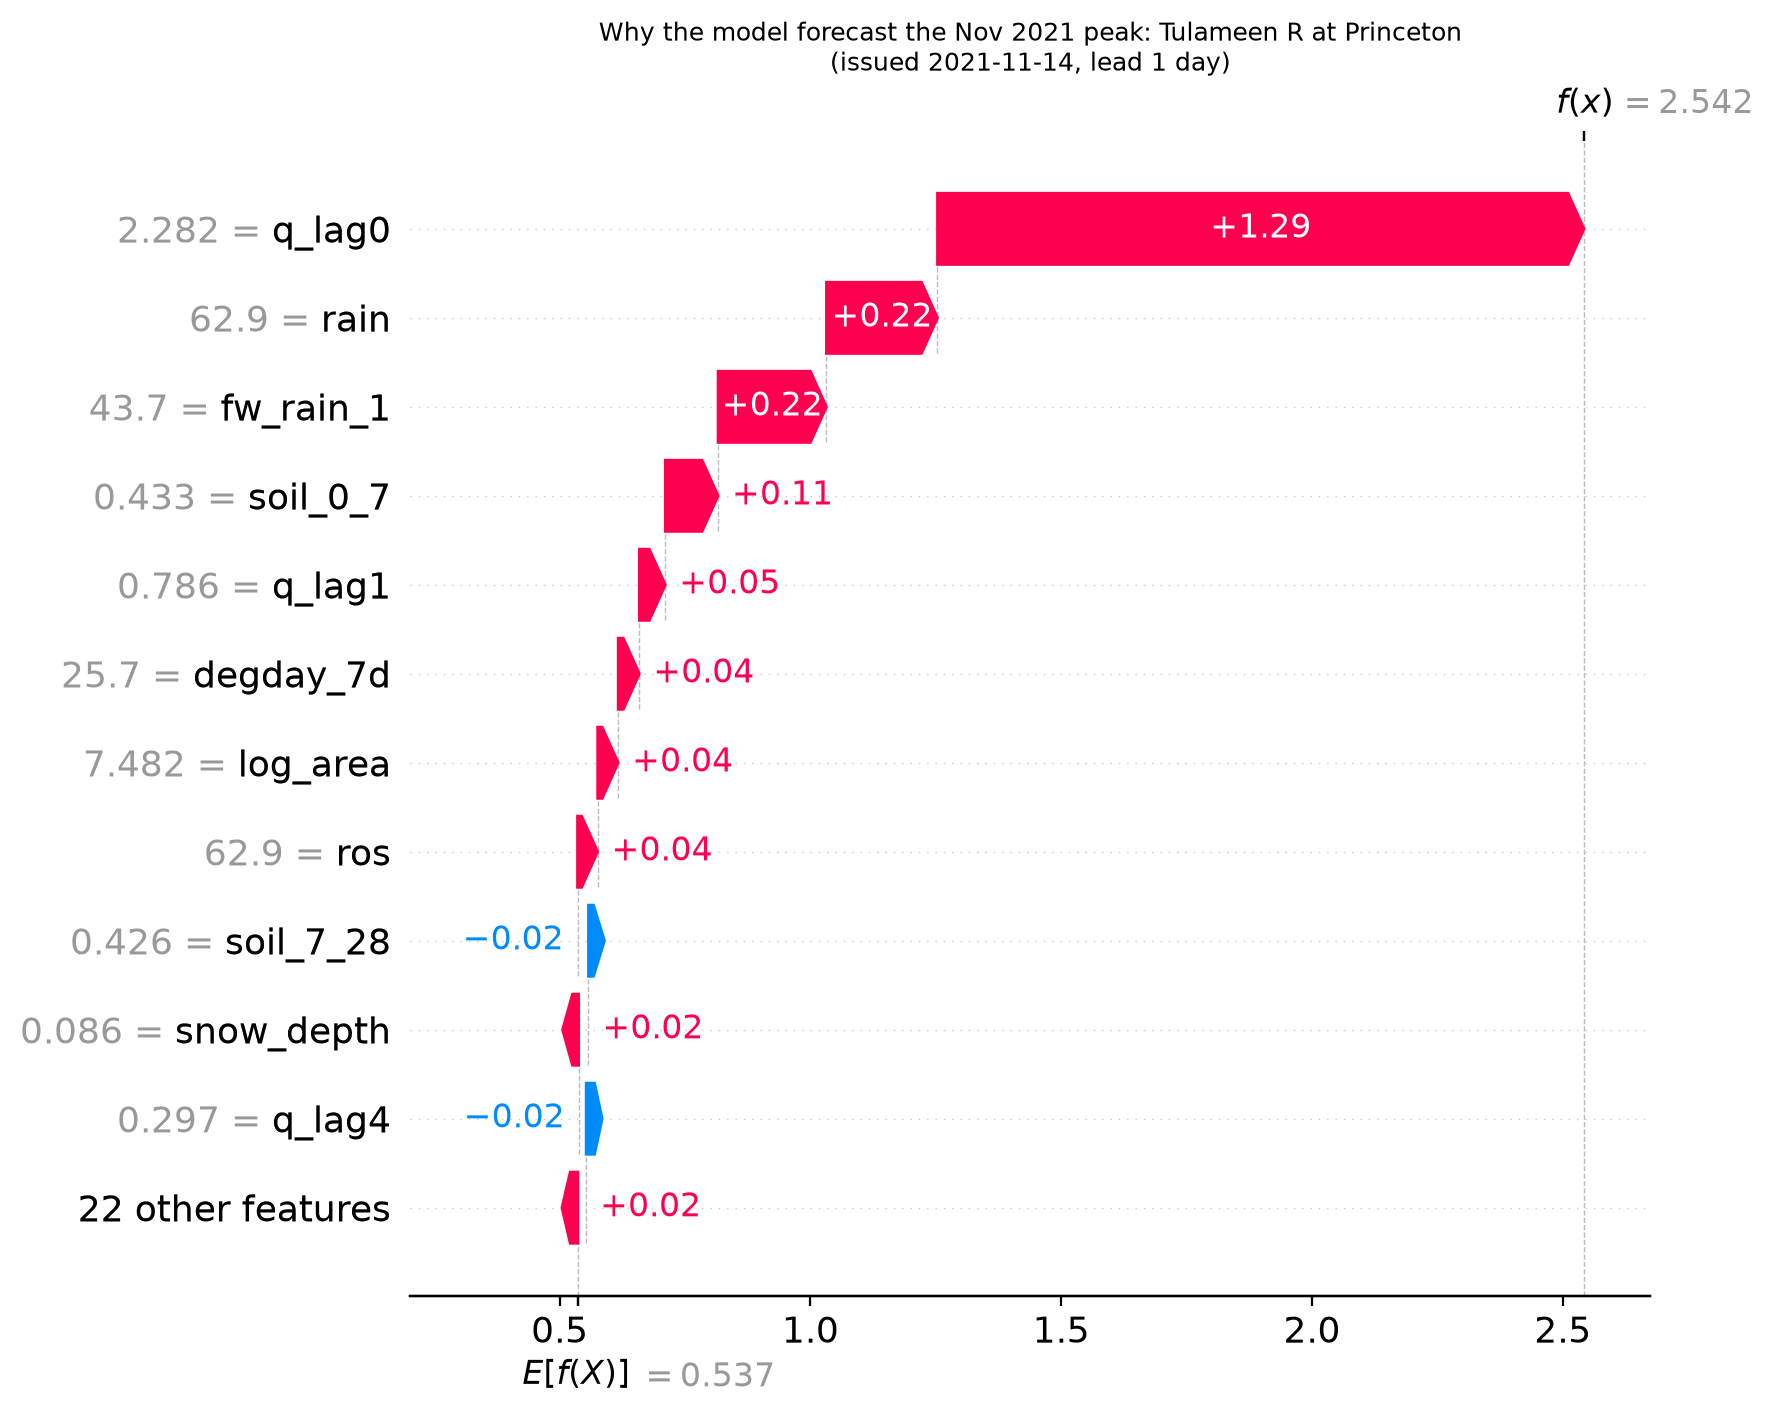 Why the model forecast the Nov 2021 peak: Tulameen R at Princeton
(issued 2021-11-14, lead 1 day)
f(x) = 2.542
2.282 = q_lag0 +1.29
62.9 = rain +0.22
43.7 = fw_rain_1 +0.22
0.433 = soil_0_7 +0.11
0.786 = q_lag1 +0.05
25.7 = degday_7d +0.04
7.482 = log_area +0.04
62.9 = ros +0.04
0.426 = soil_7_28 −0.02
0.086 = snow_depth +0.02
0.297 = q_lag4 −0.02
22 other features +0.02
0.5 1.0 1.5 2.0 2.5
E[f(X)] = 0.537